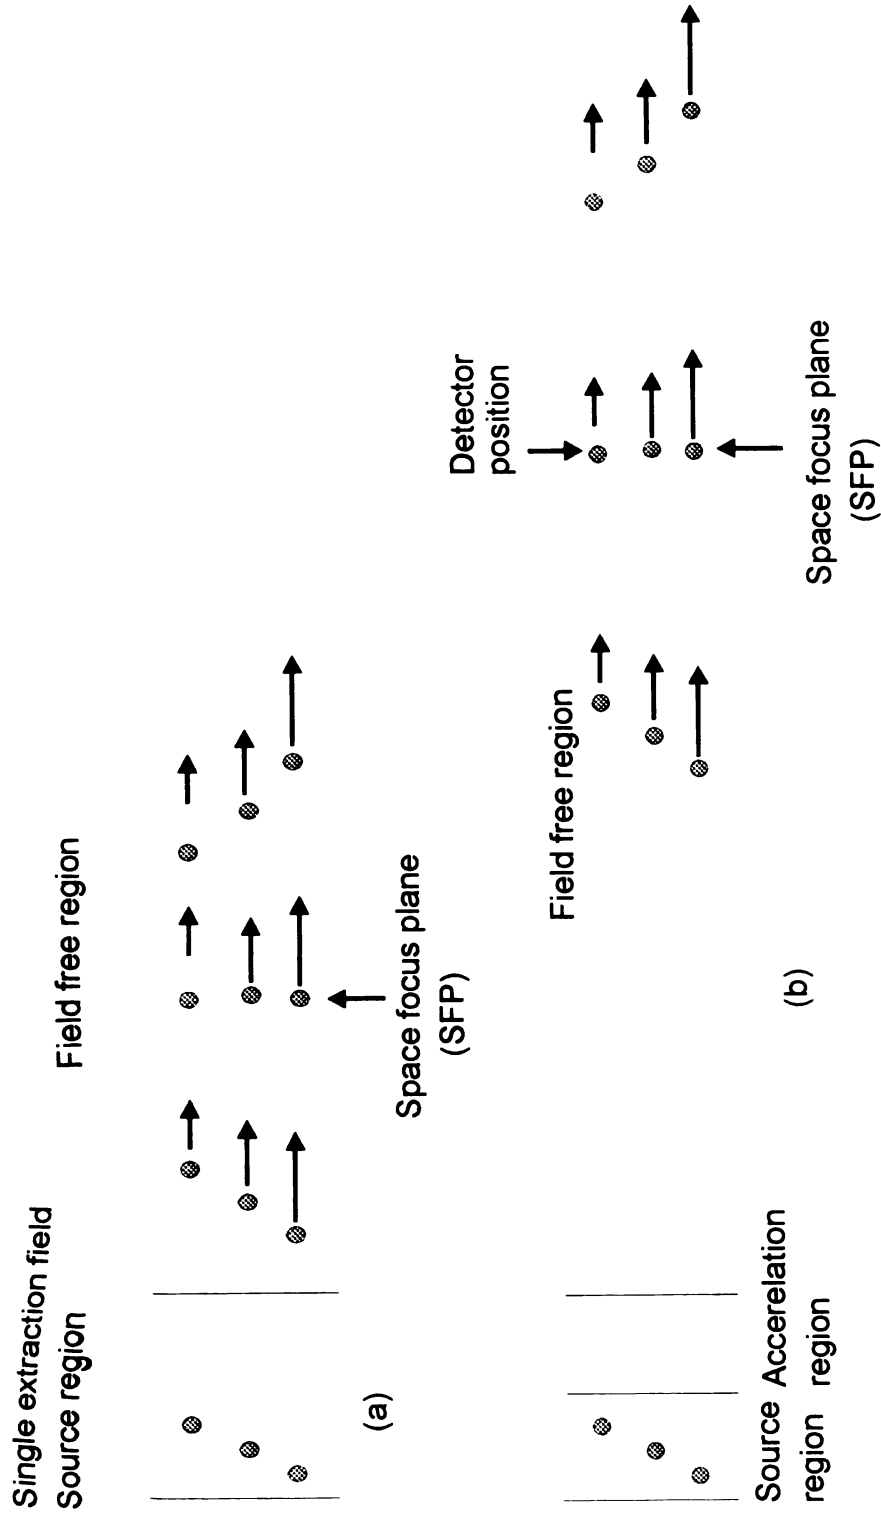 Single extraction field
Source region
Field free region
Space focus plane
(SFP)
(a)
Detector
position
Field free region
Space focus plane
(SFP)
(b)
Source Accerelation
region region